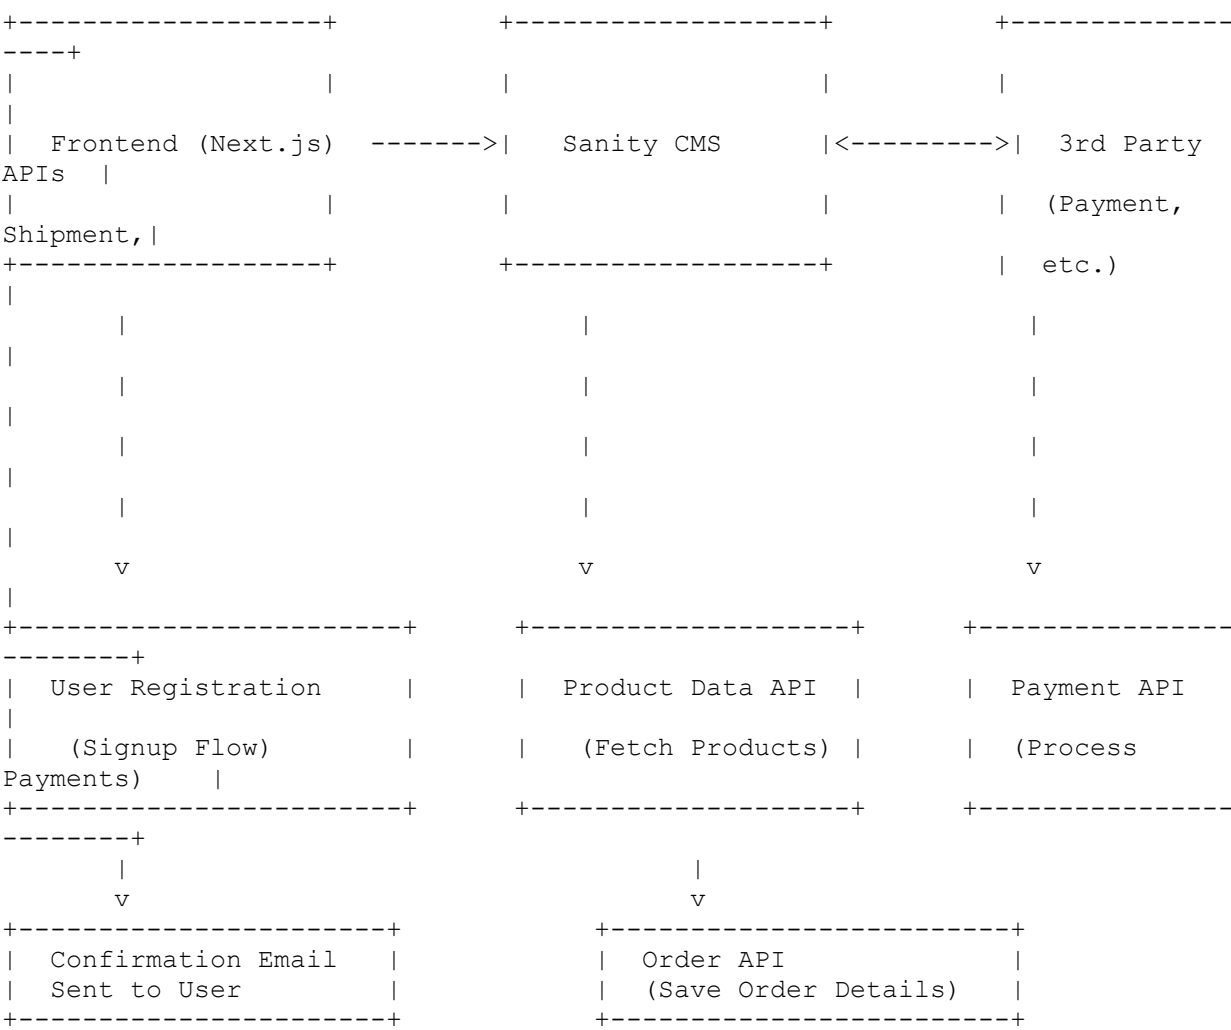 +-------------------+ +-------------------+ +--------------
----+
| | | | |
|
| Frontend (Next.js) ------->| Sanity CMS |<--------->| 3rd Party
APIs |
| | | | | (Payment,
Shipment,|
+-------------------+ +-------------------+ | etc.)
|
| | |
|
| | |
|
| | |
|
| | |
|
v v v
|
+------------------------+ +--------------------+ +----------------
--------+
| User Registration | | Product Data API | | Payment API
|
| (Signup Flow) | | (Fetch Products) | | (Process
Payments) |
+------------------------+ +--------------------+ +----------------
--------+
| |
v v
+-----------------------+ +-------------------------+
| Confirmation Email | | Order API |
| Sent to User | | (Save Order Details) |
+-----------------------+ +-------------------------+